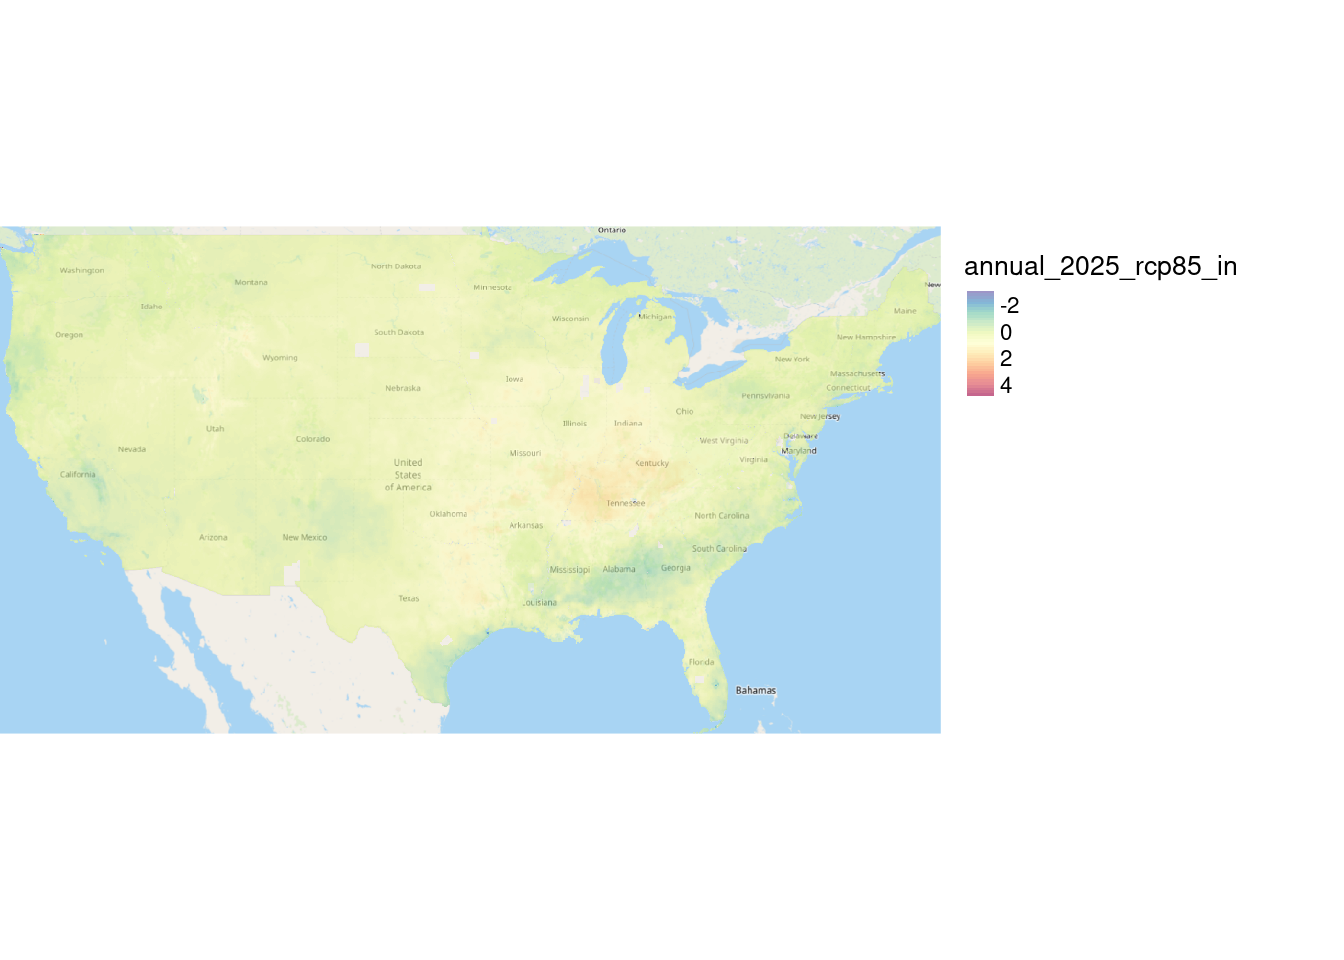 Ontario
Washington
North Dakota
Montana
Minnesota
New
Idaho
Maine
Wisconsin
Michigan
Oregon
South Dakota
New Hampshire
Wyoming
New York
Massachusetts
Iowa
Nebraska
Connecticut
Pennsylvania
Ohio
New Jersey
Utah
Illinois
Indiana
Colorado
West Virginia
Delaware
Nevada
Missouri
Maryland
Virginia
United
States
of America
Kentucky
California
Tennessee
Oklahoma
North Carolina
Arkansas
Arizona
New Mexico
South Carolina
Mississippi
Alabama
Georgia
Texas
Louisiana
Florida
Bahamas
annual_2025_rcp85_in
-2
0
2
4